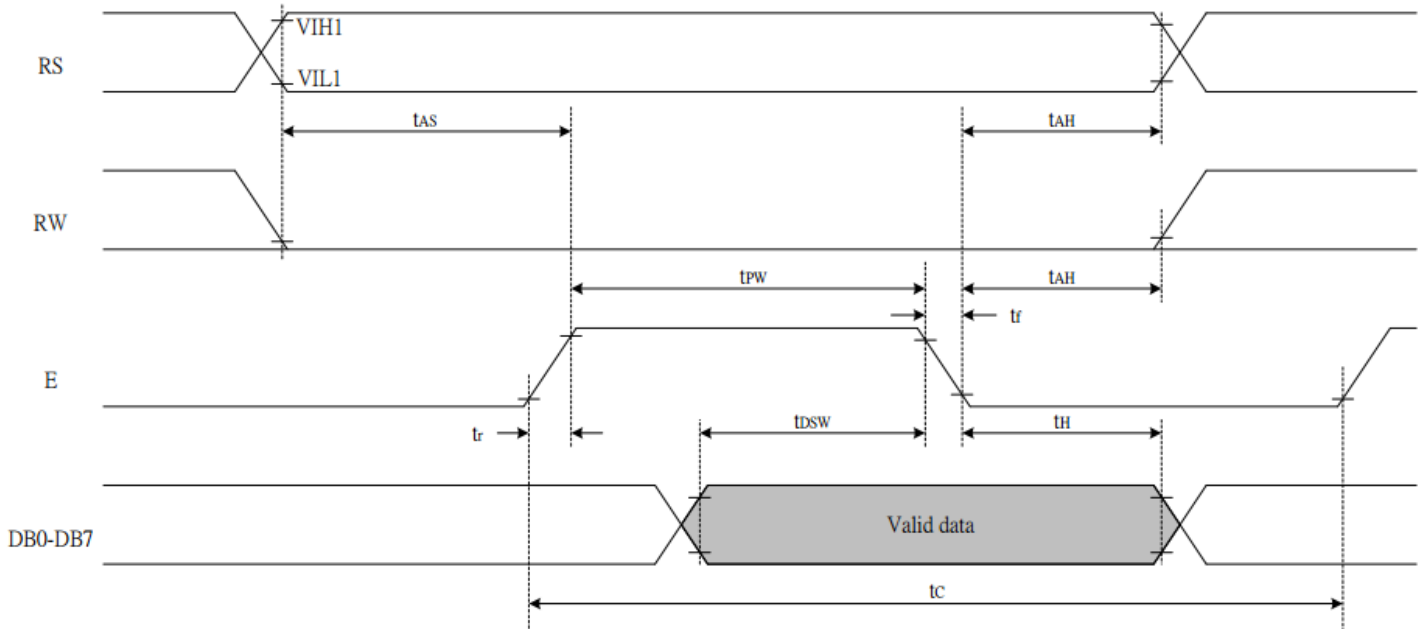 VIH1
RS
VIL1
tAS
tAH
RW
tPW
tAH
tf
E
tr
tDSW
tH
Valid data
DB0-DB7
tC